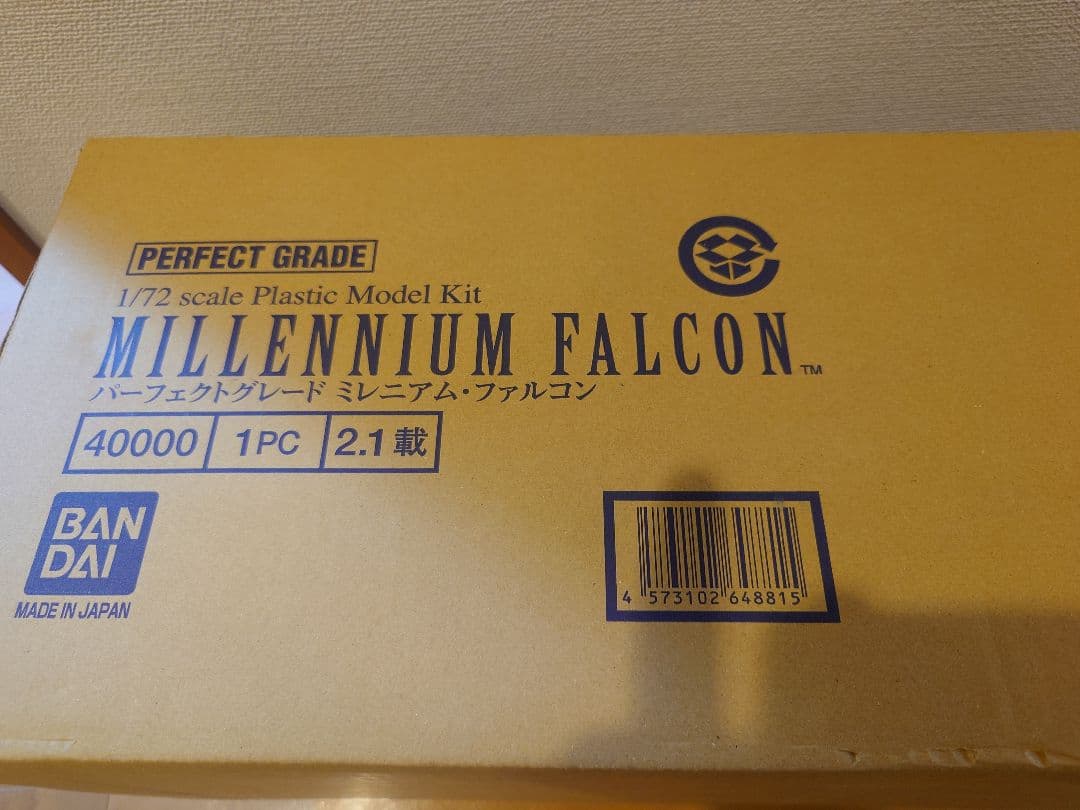 PERFECT GRADE
1/72 scale Plastic Model Kit
MILLENNIUM FALCON™
パーフェクトグレード ミレニアム・ファルコン
40000 1PC 2.1載
BAN
DAI
MADE IN JAPAN
4 573102 648815